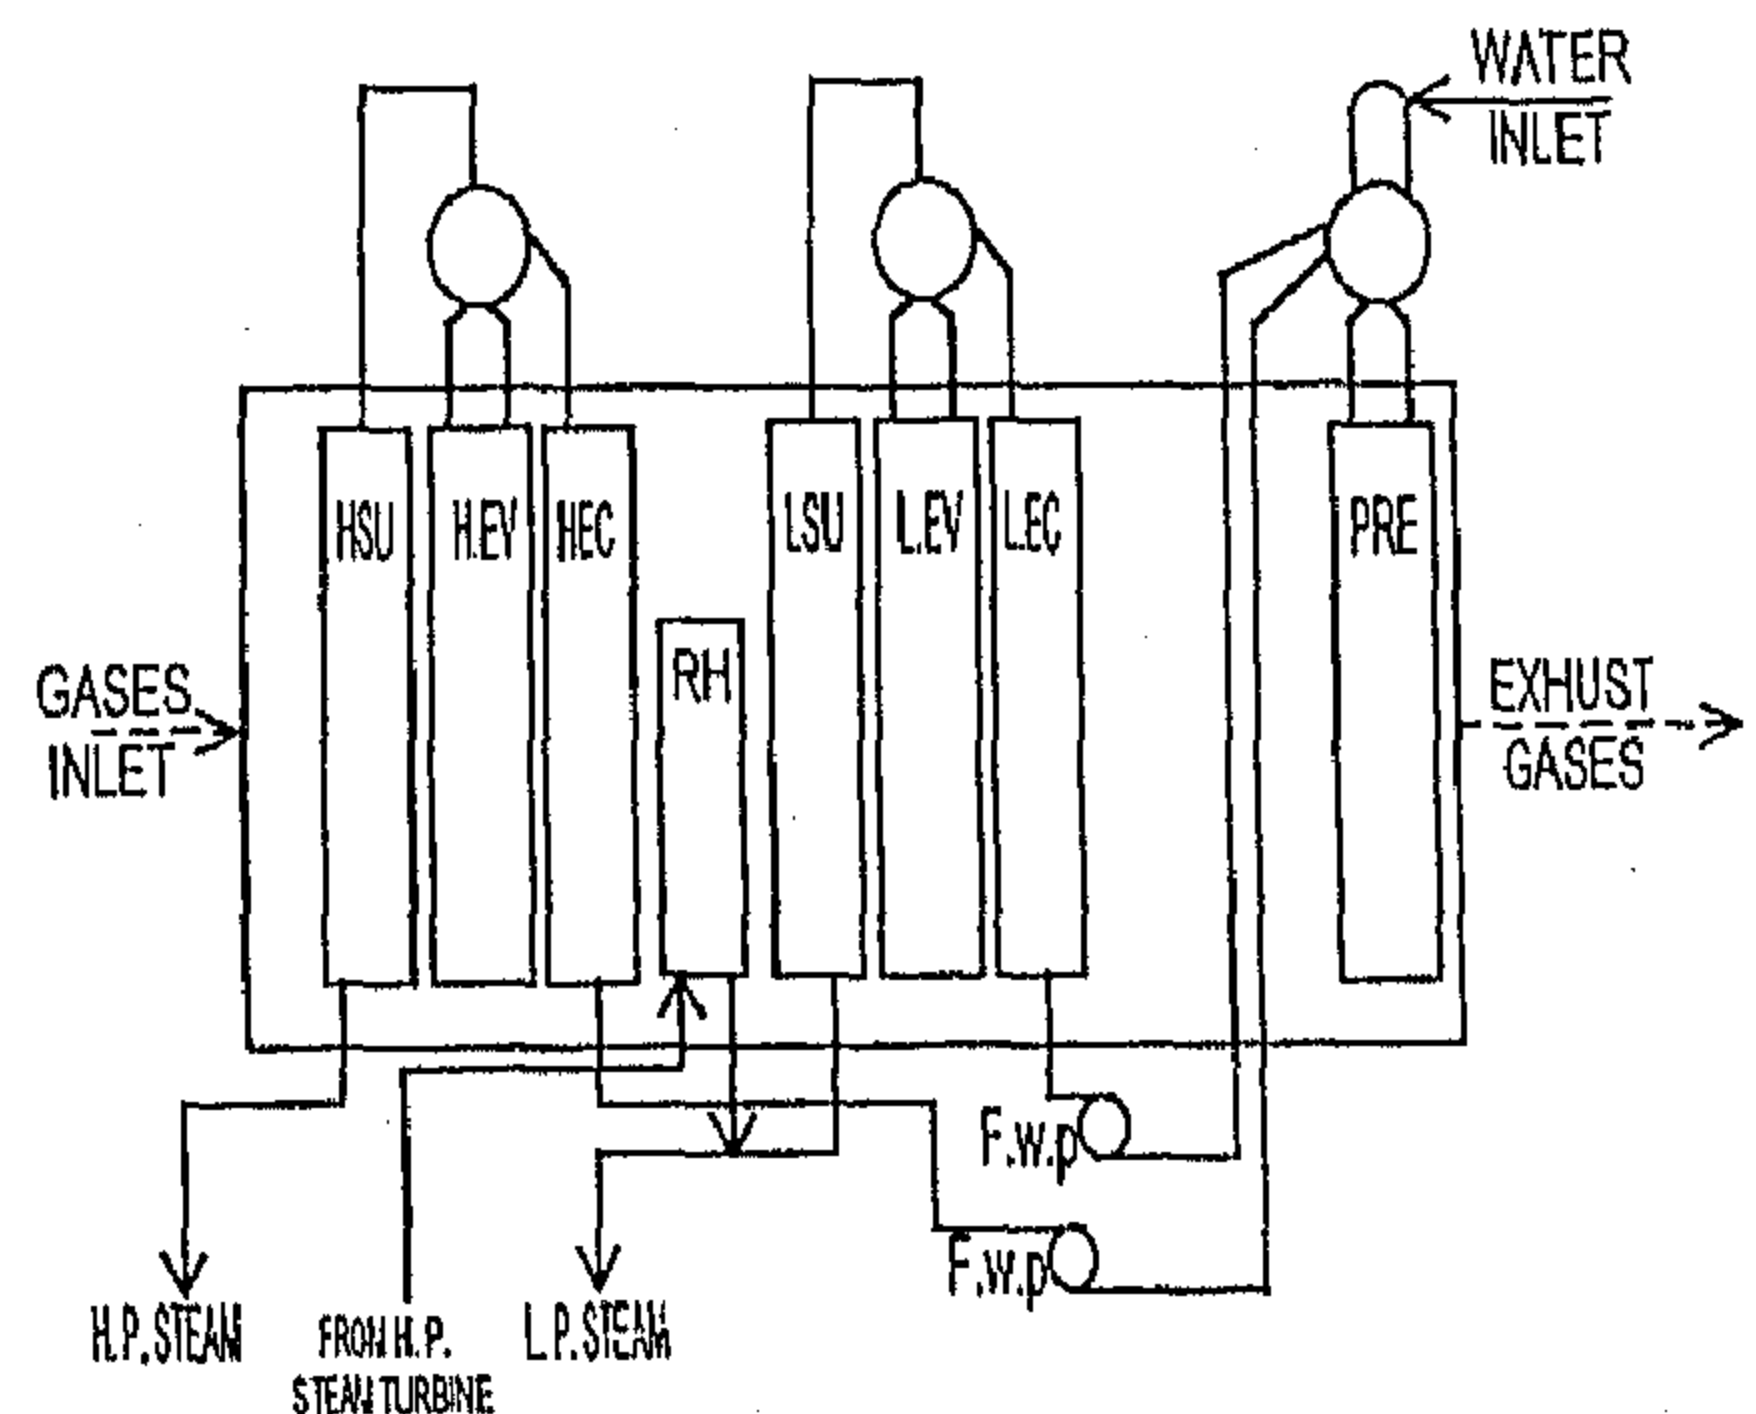 WATER
INLET
HSU
H.EV
HEC
LSU
L.EV
L.EC
PRE
RH
GASES
INLET
EXHUST
GASES
F.W.p
F.W.p
H.P.STEAM
FROM H.P.
STEAM TURBINE
L.P.STEAM